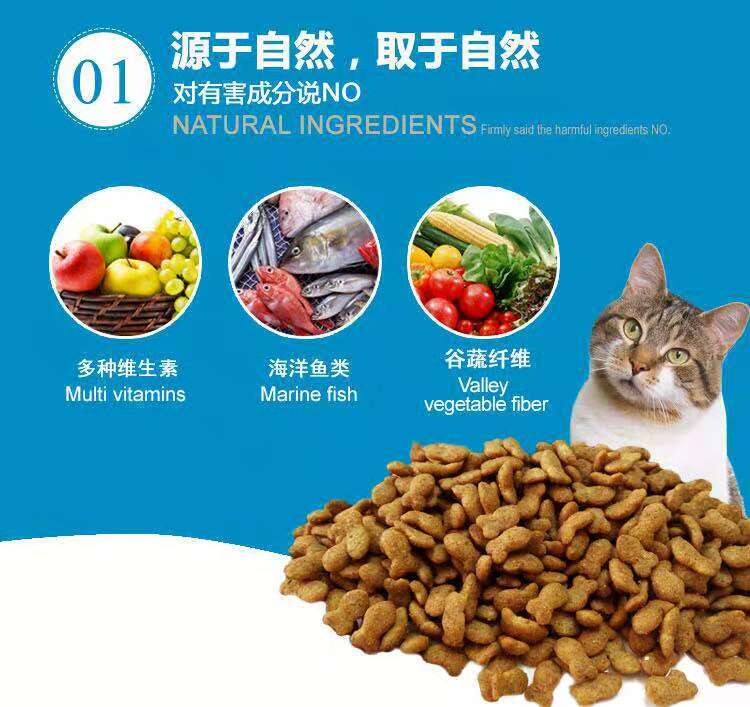 01
源于自然，取于自然
对有害成分说NO
NATURAL INGREDIENTS Firmly said the harmful ingredients NO.
多种维生素
Multi vitamins
海洋鱼类
Marine fish
谷蔬纤维
Valley
vegetable fiber